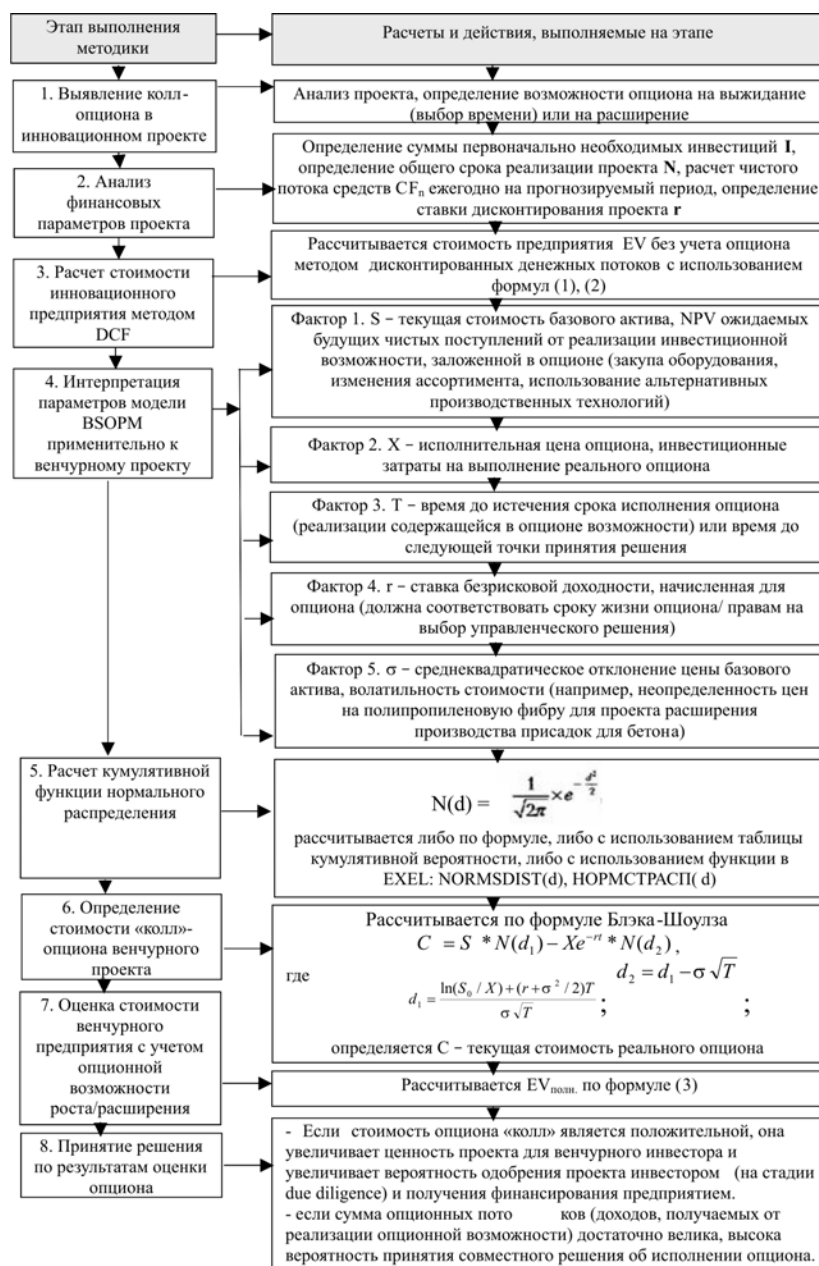 Этап выполнения
методики
Расчеты и действия, выполняемые на этапе
1. Выявление колл-
опциона в
инновационном проекте
Анализ проекта, определение возможности опциона на выжидание
(выбор времени) или на расширение
2. Анализ
финансовых
параметров проекта
Определение суммы первоначально необходимых инвестиций I,
определение общего срока реализации проекта N, расчет чистого
потока средств CFn ежегодно на прогнозируемый период, определение
ставки дисконтирования проекта r
3. Расчет стоимости
инновационного
предприятия методом
DCF
Рассчитывается стоимость предприятия EV без учета опциона
методом дисконтированных денежных потоков с использованием
формул (1), (2)
4. Интерпретация
параметров модели
BSOPM
применительно к
венчурному проекту
Фактор 1. S – текущая стоимость базового актива, NPV ожидаемых
будущих чистых поступлений от реализации инвестиционной
возможности, заложенной в опционе (закупа оборудования,
изменения ассортимента, использование альтернативных
производственных технологий)
Фактор 2. X – исполнительная цена опциона, инвестиционные
затраты на выполнение реального опциона
Фактор 3. T – время до истечения срока исполнения опциона
(реализации содержащейся в опционе возможности) или время до
следующей точки принятия решения
Фактор 4. r – ставка безрисковой доходности, начисленная для
опциона (должна соответствовать сроку жизни опциона/ правам на
выбор управленческого решения)
Фактор 5. σ – среднеквадратическое отклонение цены базового
актива, волатильность стоимости (например, неопределенность цен
на полипропиленовую фибру для проекта расширения
производства присадок для бетона)
5. Расчет кумулятивной
функции нормального
распределения
N(d) = 1/√2π × e^(-d²/2)
рассчитывается либо по формуле, либо с использованием таблицы
кумулятивной вероятности, либо с использованием функции в
EXEL: NORMSDIST(d), НОРМСТРАСП( d)
6. Определение
стоимости «колл»-
опциона венчурного
проекта
Рассчитывается по формуле Блэка-Шоулза
C = S * N(d₁) – Xe^(-rt) * N(d₂) ,
где
d₁ = ln(S₀ / X) + (r + σ² / 2)T / σ√T ;
d₂ = d₁ – σ√T ;
определяется С – текущая стоимость реального опциона
7. Оценка стоимости
венчурного
предприятия с учетом
опционной
возможности
роста/расширения
Рассчитывается EVполн. по формуле (3)
8. Принятие решения
по результатам оценки
опциона
- Если стоимость опциона «колл» является положительной, она
увеличивает ценность проекта для венчурного инвестора и
увеличивает вероятность одобрения проекта инвестором (на стадии
due diligence) и получения финансирования предприятием.
- если сумма опционных пото ков (доходов, получаемых от
реализации опционной возможности) достаточно велика, высока
вероятность принятия совместного решения об исполнении опциона.